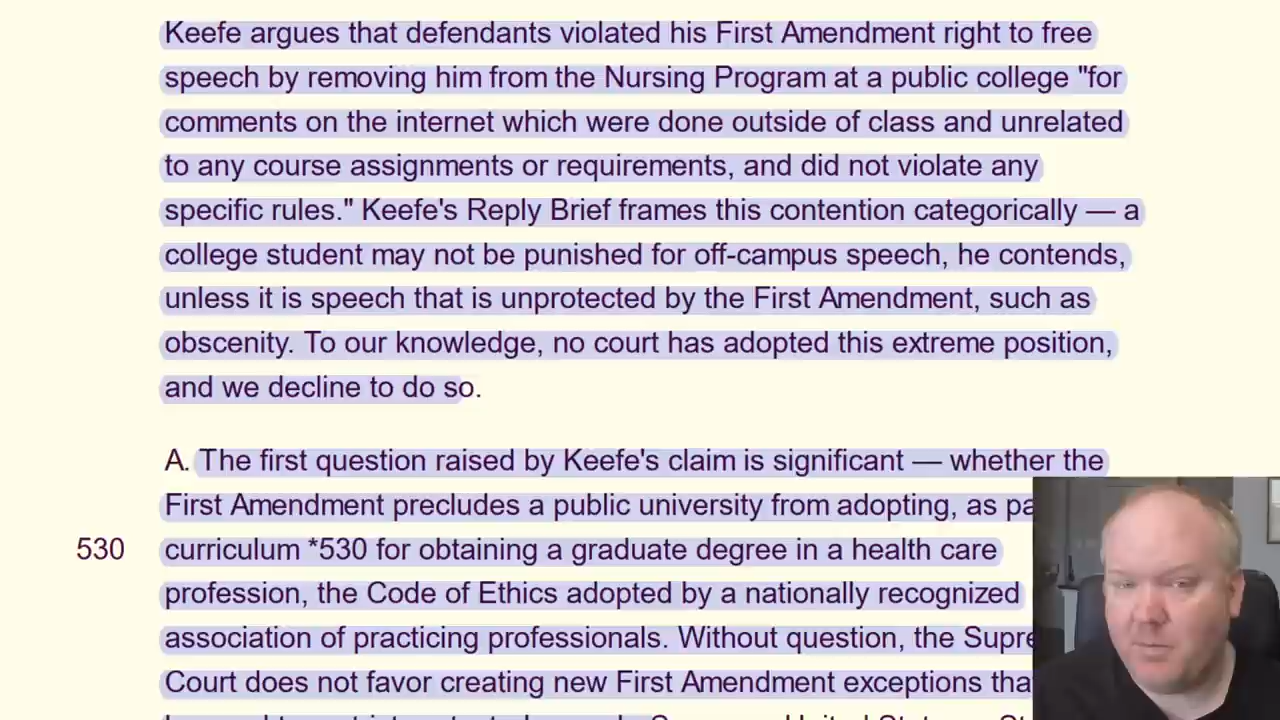 Keefe argues that defendants violated his First Amendment right to free
speech by removing him from the Nursing Program at a public college "for
comments on the internet which were done outside of class and unrelated
to any course assignments or requirements, and did not violate any
specific rules." Keefe's Reply Brief frames this contention categorically — a
college student may not be punished for off-campus speech, he contends,
unless it is speech that is unprotected by the First Amendment, such as
obscenity. To our knowledge, no court has adopted this extreme position,
and we decline to do so.
A. The first question raised by Keefe's claim is significant — whether the
First Amendment precludes a public university from adopting, as pa
530 curriculum *530 for obtaining a graduate degree in a health care
profession, the Code of Ethics adopted by a nationally recognized
association of practicing professionals. Without question, the Supre
Court does not favor creating new First Amendment exceptions tha